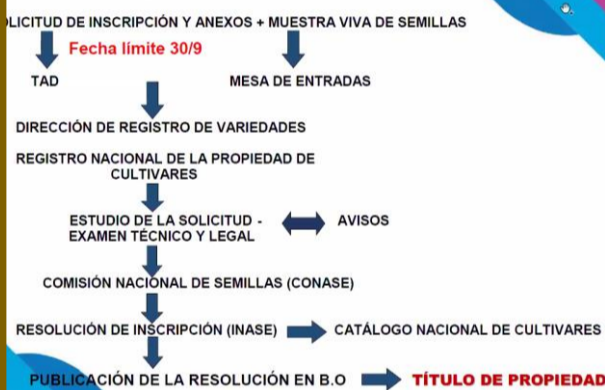 LICITUD DE INSCRIPCIÓN Y ANEXOS + MUESTRA VIVA DE SEMILLAS
Fecha límite 30/9
TAD
MESA DE ENTRADAS
DIRECCIÓN DE REGISTRO DE VARIEDADES
REGISTRO NACIONAL DE LA PROPIEDAD DE
CULTIVARES
ESTUDIO DE LA SOLICITUD -
EXAMEN TÉCNICO Y LEGAL
AVISOS
COMISIÓN NACIONAL DE SEMILLAS (CONASE)
RESOLUCIÓN DE INSCRIPCIÓN (INASE)
CATÁLOGO NACIONAL DE CULTIVARES
PUBLICACIÓN DE LA RESOLUCIÓN EN B.O
TÍTULO DE PROPIEDAD